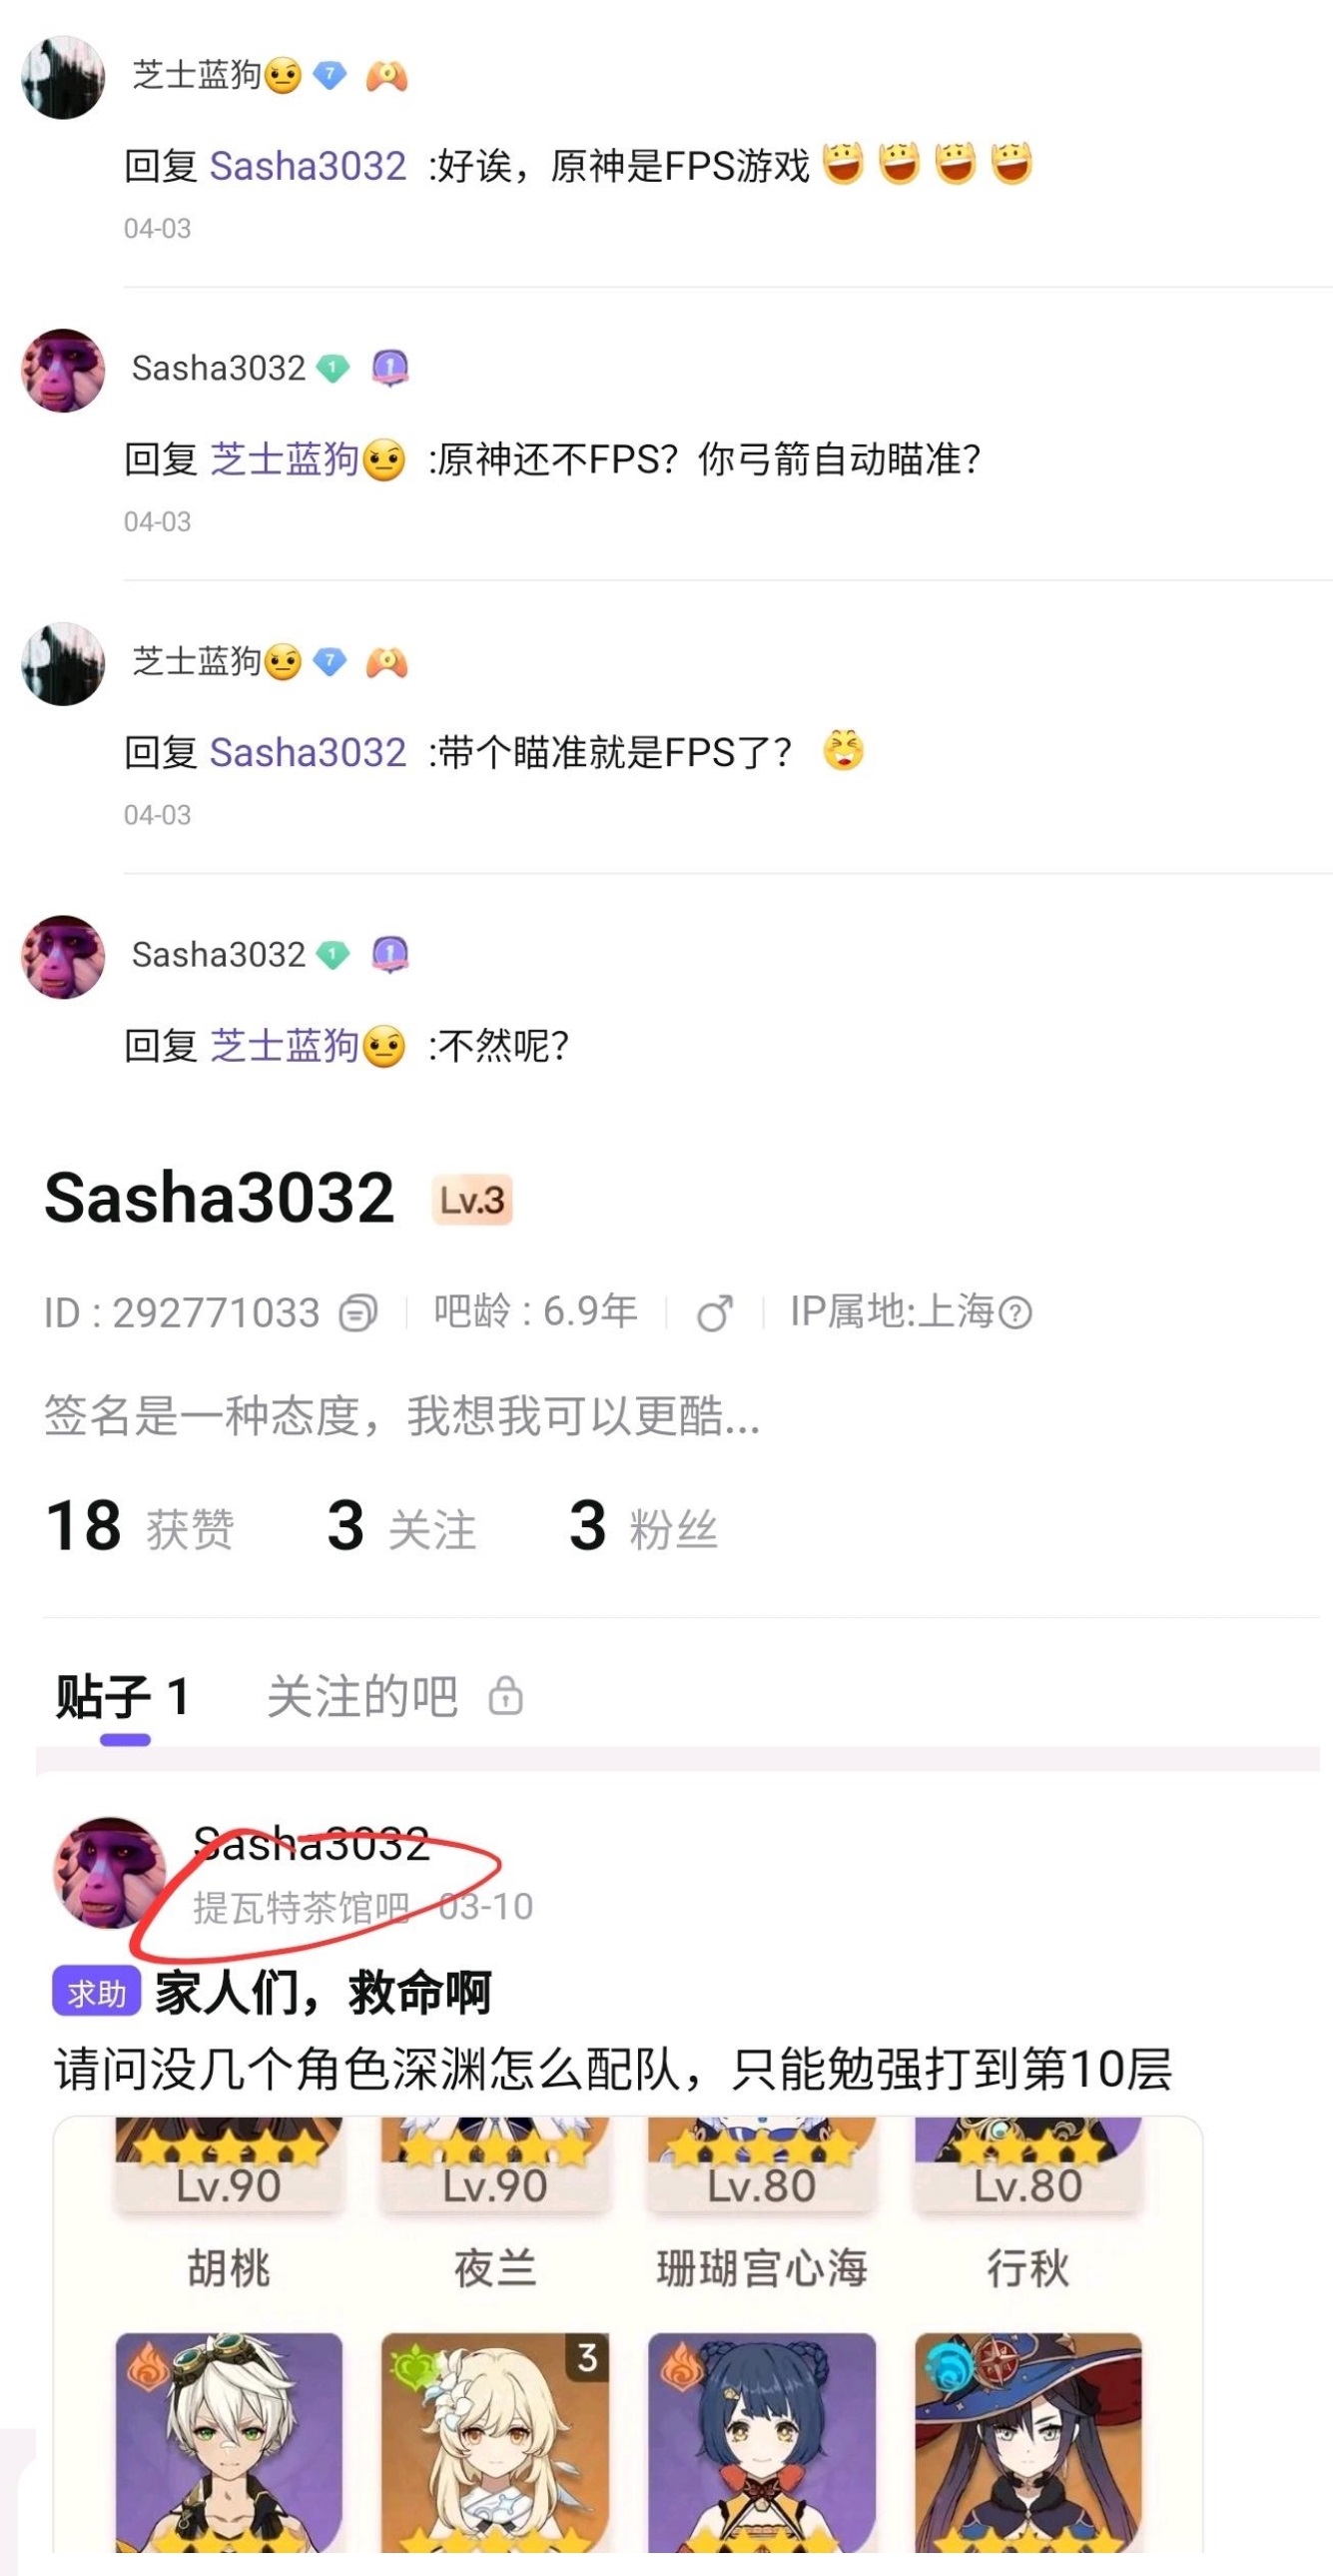 芝士蓝狗🤨 7
回复 Sasha3032 :好诶，原神是FPS游戏
04-03
Sasha3032 1 1
回复 芝士蓝狗🤨 :原神还不FPS？你弓箭自动瞄准？
04-03
芝士蓝狗🤨 7
回复 Sasha3032 :带个瞄准就是FPS了？
04-03
Sasha3032 1 1
回复 芝士蓝狗🤨 :不然呢？
Sasha3032 Lv.3
ID : 292771033 吧龄 : 6.9年 ♂ IP属地:上海?
签名是一种态度，我想我可以更酷...
18 获赞 3 关注 3 粉丝
贴子 1 关注的吧
Sasha3032
提瓦特茶馆吧 03-10
求助 家人们，救命啊
请问没几个角色深渊怎么配队，只能勉强打到第10层
Lv.90 Lv.90 Lv.80 Lv.80
胡桃 夜兰 珊瑚宫心海 行秋
3